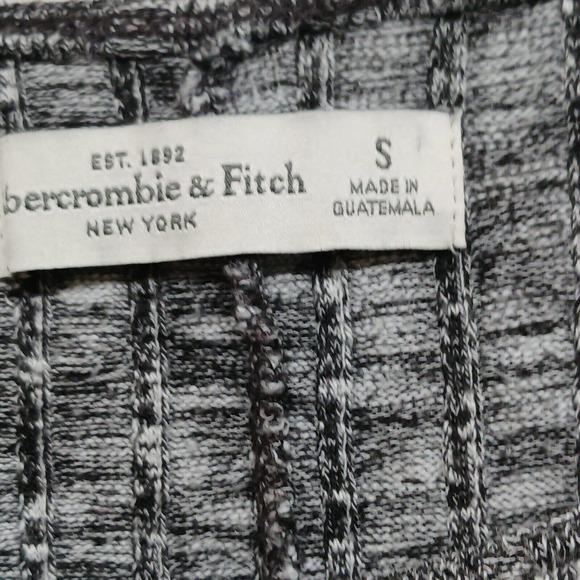 EST. 1892
bercrombie & Fitch
NEW YORK
S
MADE IN
GUATEMALA